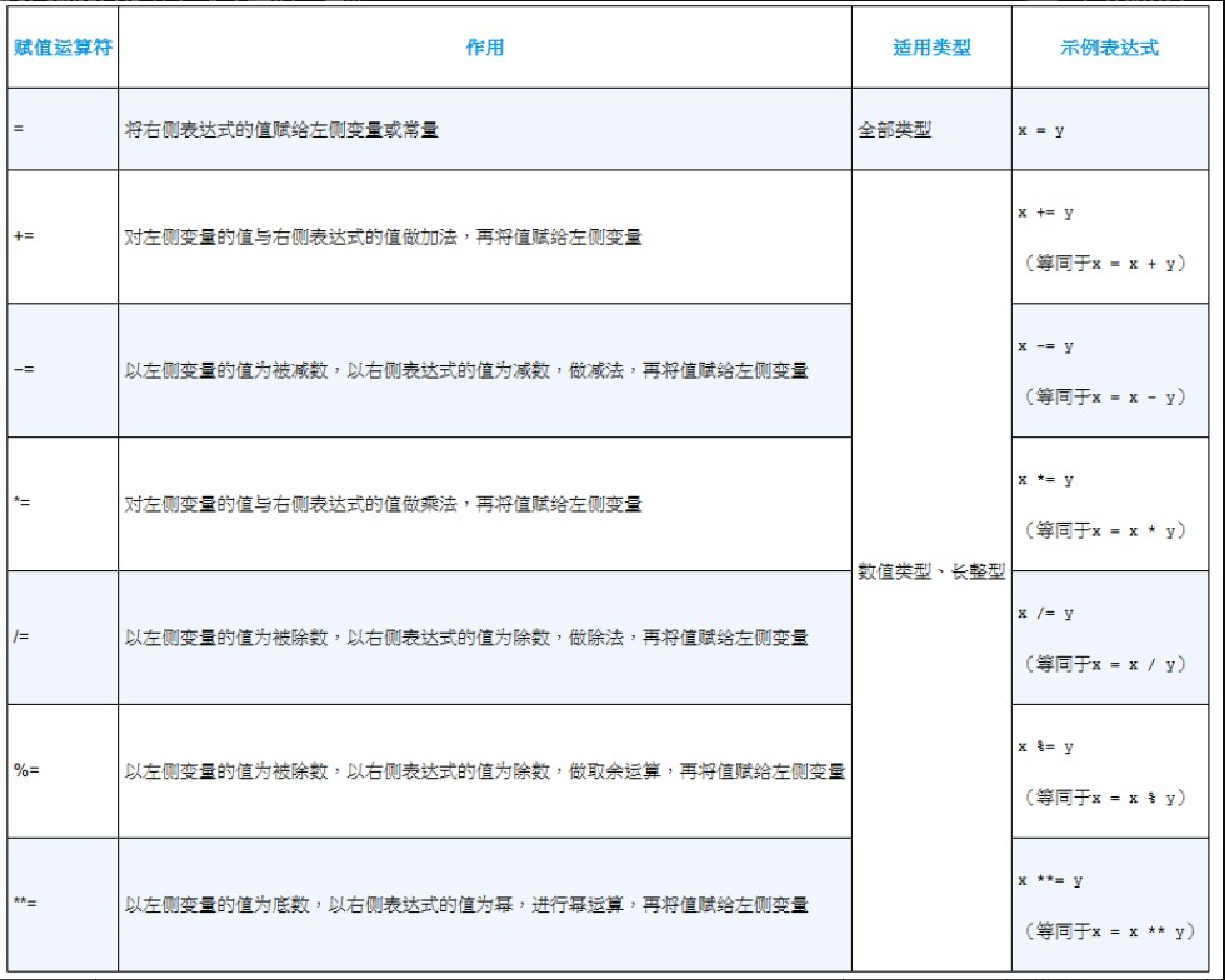 赋值运算符 作用 适用类型 示例表达式
= 将右侧表达式的值赋给左侧变量或常量 全部类型 x = y
+= 对左侧变量的值与右侧表达式的值做加法，再将值赋给左侧变量 x += y
（等同于x = x + y）
-= 以左侧变量的值为被减数，以右侧表达式的值为减数，做减法，再将值赋给左侧变量 x -= y
（等同于x = x - y）
*= 对左侧变量的值与右侧表达式的值做乘法，再将值赋给左侧变量 x *= y
（等同于x = x * y）
数值类型、长整型
/= 以左侧变量的值为被除数，以右侧表达式的值为除数，做除法，再将值赋给左侧变量 x /= y
（等同于x = x / y）
%= 以左侧变量的值为被除数，以右侧表达式的值为除数，做取余运算，再将值赋给左侧变量 x %= y
（等同于x = x % y）
**= 以左侧变量的值为底数，以右侧表达式的值为幂，进行幂运算，再将值赋给左侧变量 x **= y
（等同于x = x ** y）